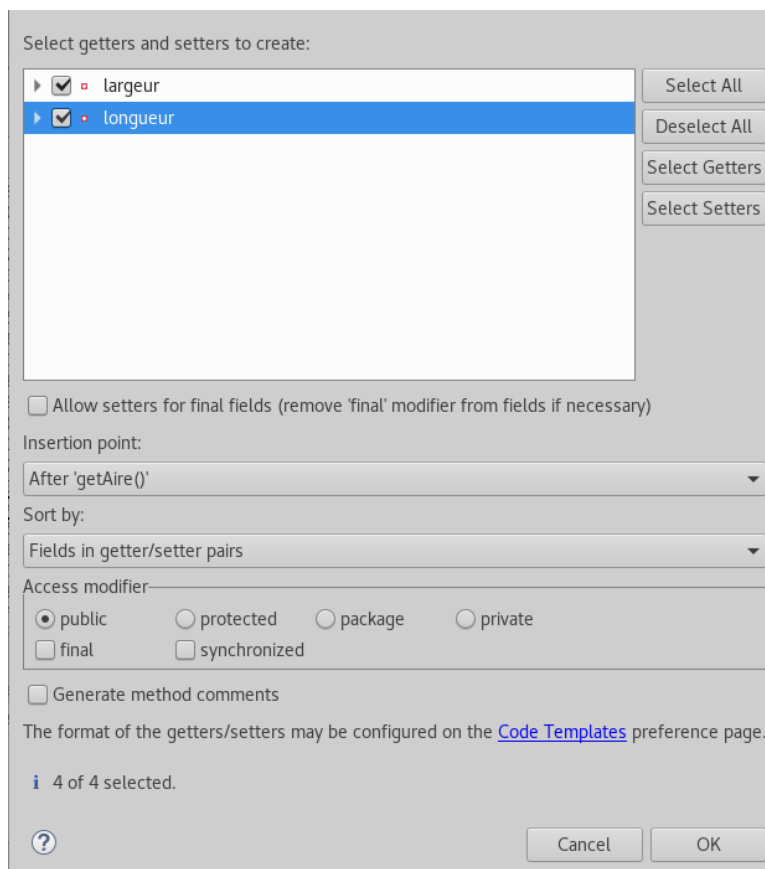 Select getters and setters to create:
largeur
longueur
Select All
Deselect All
Select Getters
Select Setters
Allow setters for final fields (remove 'final' modifier from fields if necessary)
Insertion point:
After 'getAire()'
Sort by:
Fields in getter/setter pairs
Access modifier
public protected package private
final synchronized
Generate method comments
The format of the getters/setters may be configured on the Code Templates preference page.
i 4 of 4 selected.
? Cancel OK